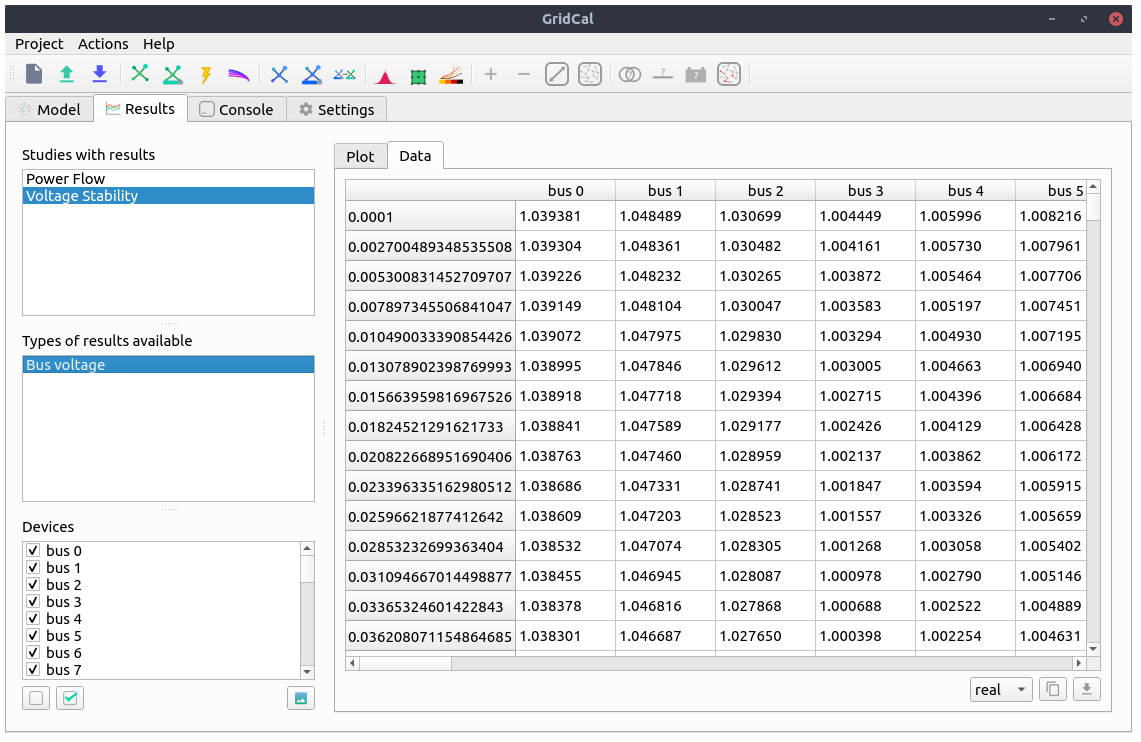 GridCal
Project Actions Help
Model Results Console Settings
Studies with results
Power Flow
Voltage Stability
Types of results available
Bus voltage
Devices
bus 0
bus 1
bus 2
bus 3
bus 4
bus 5
bus 6
bus 7
Plot Data
bus 0 bus 1 bus 2 bus 3 bus 4 bus 5
0.0001 1.039381 1.048489 1.030699 1.004449 1.005996 1.008216
0.002700489348535508 1.039304 1.048361 1.030482 1.004161 1.005730 1.007961
0.005300831452709707 1.039226 1.048232 1.030265 1.003872 1.005464 1.007706
0.007897345506841047 1.039149 1.048104 1.030047 1.003583 1.005197 1.007451
0.010490033390854426 1.039072 1.047975 1.029830 1.003294 1.004930 1.007195
0.013078902398769993 1.038995 1.047846 1.029612 1.003005 1.004663 1.006940
0.015663959816967526 1.038918 1.047718 1.029394 1.002715 1.004396 1.006684
0.01824521291621733 1.038841 1.047589 1.029177 1.002426 1.004129 1.006428
0.020822668951690406 1.038763 1.047460 1.028959 1.002137 1.003862 1.006172
0.023396335162980512 1.038686 1.047331 1.028741 1.001847 1.003594 1.005915
0.02596621877412642 1.038609 1.047203 1.028523 1.001557 1.003326 1.005659
0.02853232699363404 1.038532 1.047074 1.028305 1.001268 1.003058 1.005402
0.031094667014498877 1.038455 1.046945 1.028087 1.000978 1.002790 1.005146
0.03365324601422843 1.038378 1.046816 1.027868 1.000688 1.002522 1.004889
0.036208071154864685 1.038301 1.046687 1.027650 1.000398 1.002254 1.004631
real